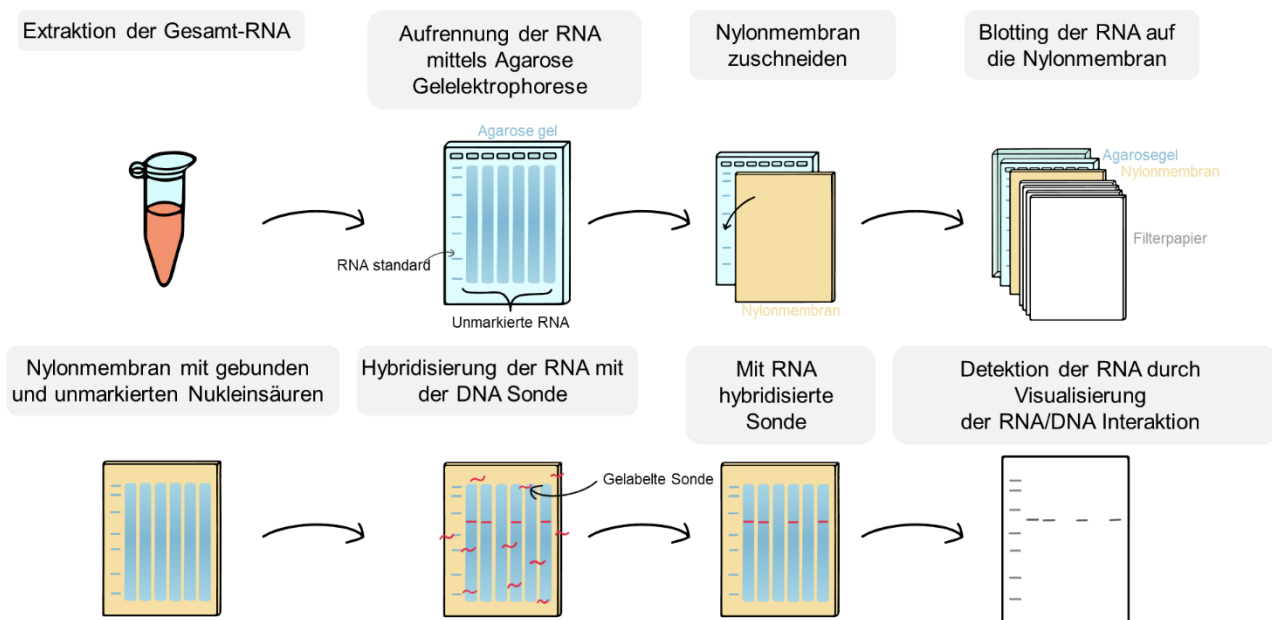 Extraktion der Gesamt-RNA
Aufrennung der RNA
mittels Agarose
Gelelektrophorese
Nylonmembran
zuschneiden
Blotting der RNA auf
die Nylonmembran
Agarose gel
RNA standard
Unmarkierte RNA
Nylonmembran
Agarosegel
Nylonmembran
Filterpapier
Nylonmembran mit gebunden
und unmarkierten Nukleinsäuren
Hybridisierung der RNA mit
der DNA Sonde
Mit RNA
hybridisierte
Sonde
Detektion der RNA durch
Visualisierung
der RNA/DNA Interaktion
Gelabelte Sonde